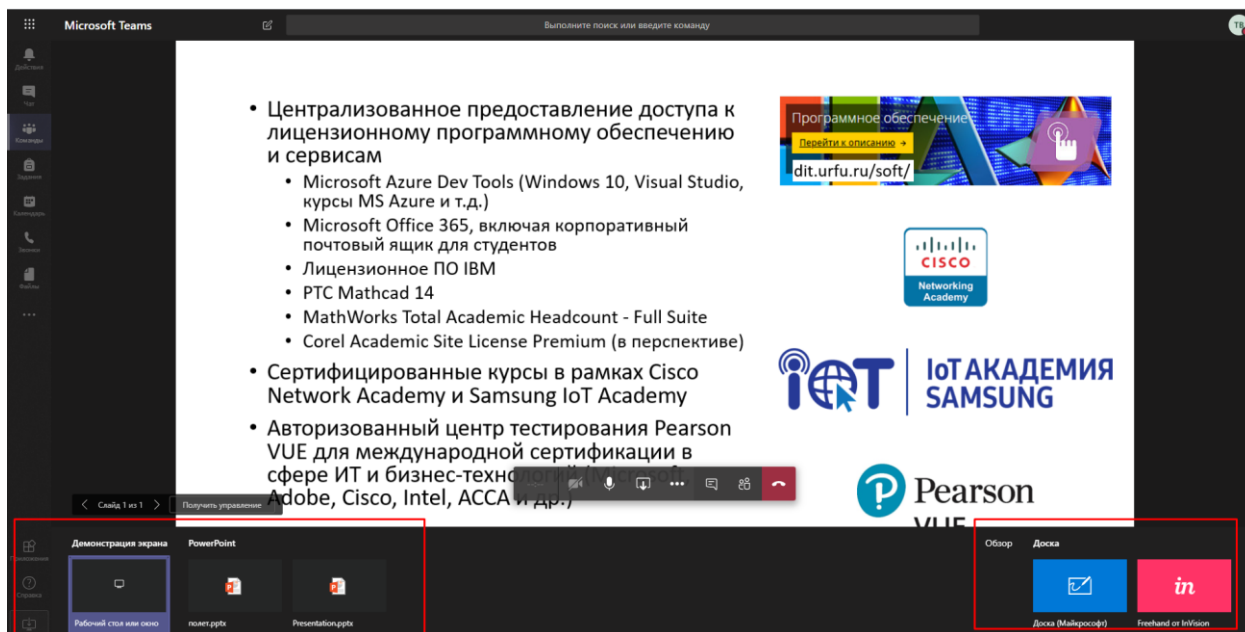 Microsoft Teams
Выполните поиск или введите команду
Действия
Чат
Команды
Задания
Календарь
Звонки
Файлы
• Централизованное предоставление доступа к
лицензионному программному обеспечению
и сервисам
• Microsoft Azure Dev Tools (Windows 10, Visual Studio,
курсы MS Azure и т.д.)
• Microsoft Office 365, включая корпоративный
почтовый ящик для студентов
• Лицензионное ПО IBM
• PTC Mathcad 14
• MathWorks Total Academic Headcount - Full Suite
• Corel Academic Site License Premium (в перспективе)
• Сертифицированные курсы в рамках Cisco
Network Academy и Samsung IoT Academy
• Авторизованный центр тестирования Pearson
VUE для международной сертификации в
сфере ИТ и бизнес-технологий (Microsoft,
Adobe, Cisco, Intel, ACCA и др.)
Программное обеспечение
Перейти к описанию →
dit.urfu.ru/soft/
CISCO
Networking
Academy
IoT
IoT АКАДЕМИЯ
SAMSUNG
Pearson
VUE
Слайд 1 из 1
Получить управление
Приложения
Справка
Демонстрация экрана
PowerPoint
Рабочий стол или окно
полет.pptx
Presentation.pptx
Обзор
Доска
in
Доска (Майкрософт)
Freehand от InVision